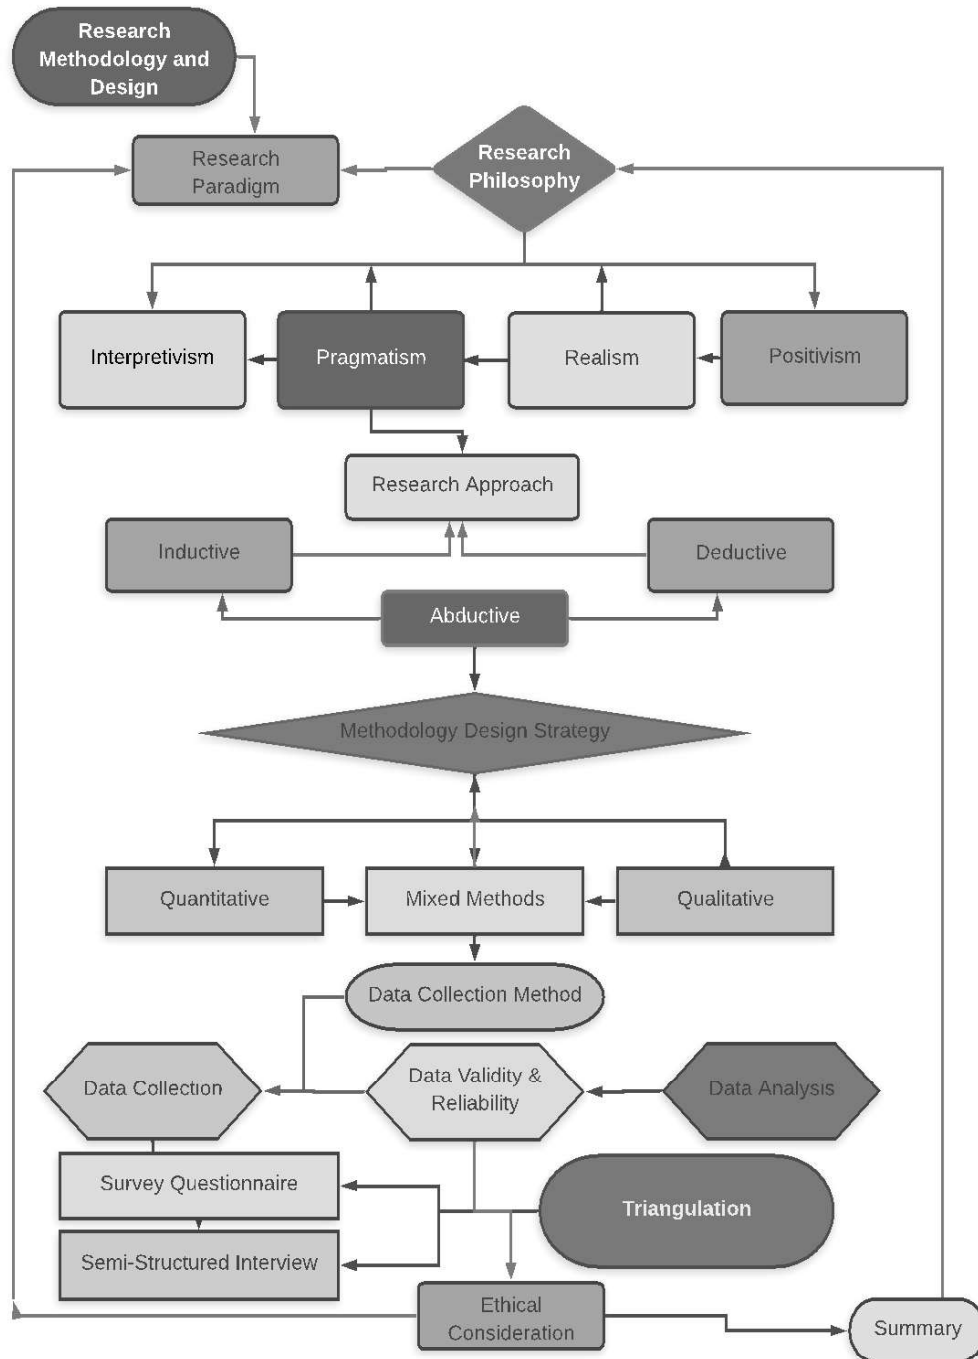 Research
Methodology and
Design
Research
Paradigm
Research
Philosophy
Interpretivism
Pragmatism
Realism
Positivism
Research Approach
Inductive
Deductive
Abductive
Methodology Design Strategy
Quantitative
Mixed Methods
Qualitative
Data Collection Method
Data Collection
Data Validity &
Reliability
Data Analysis
Survey Questionnaire
Triangulation
Semi-Structured Interview
Ethical
Consideration
Summary